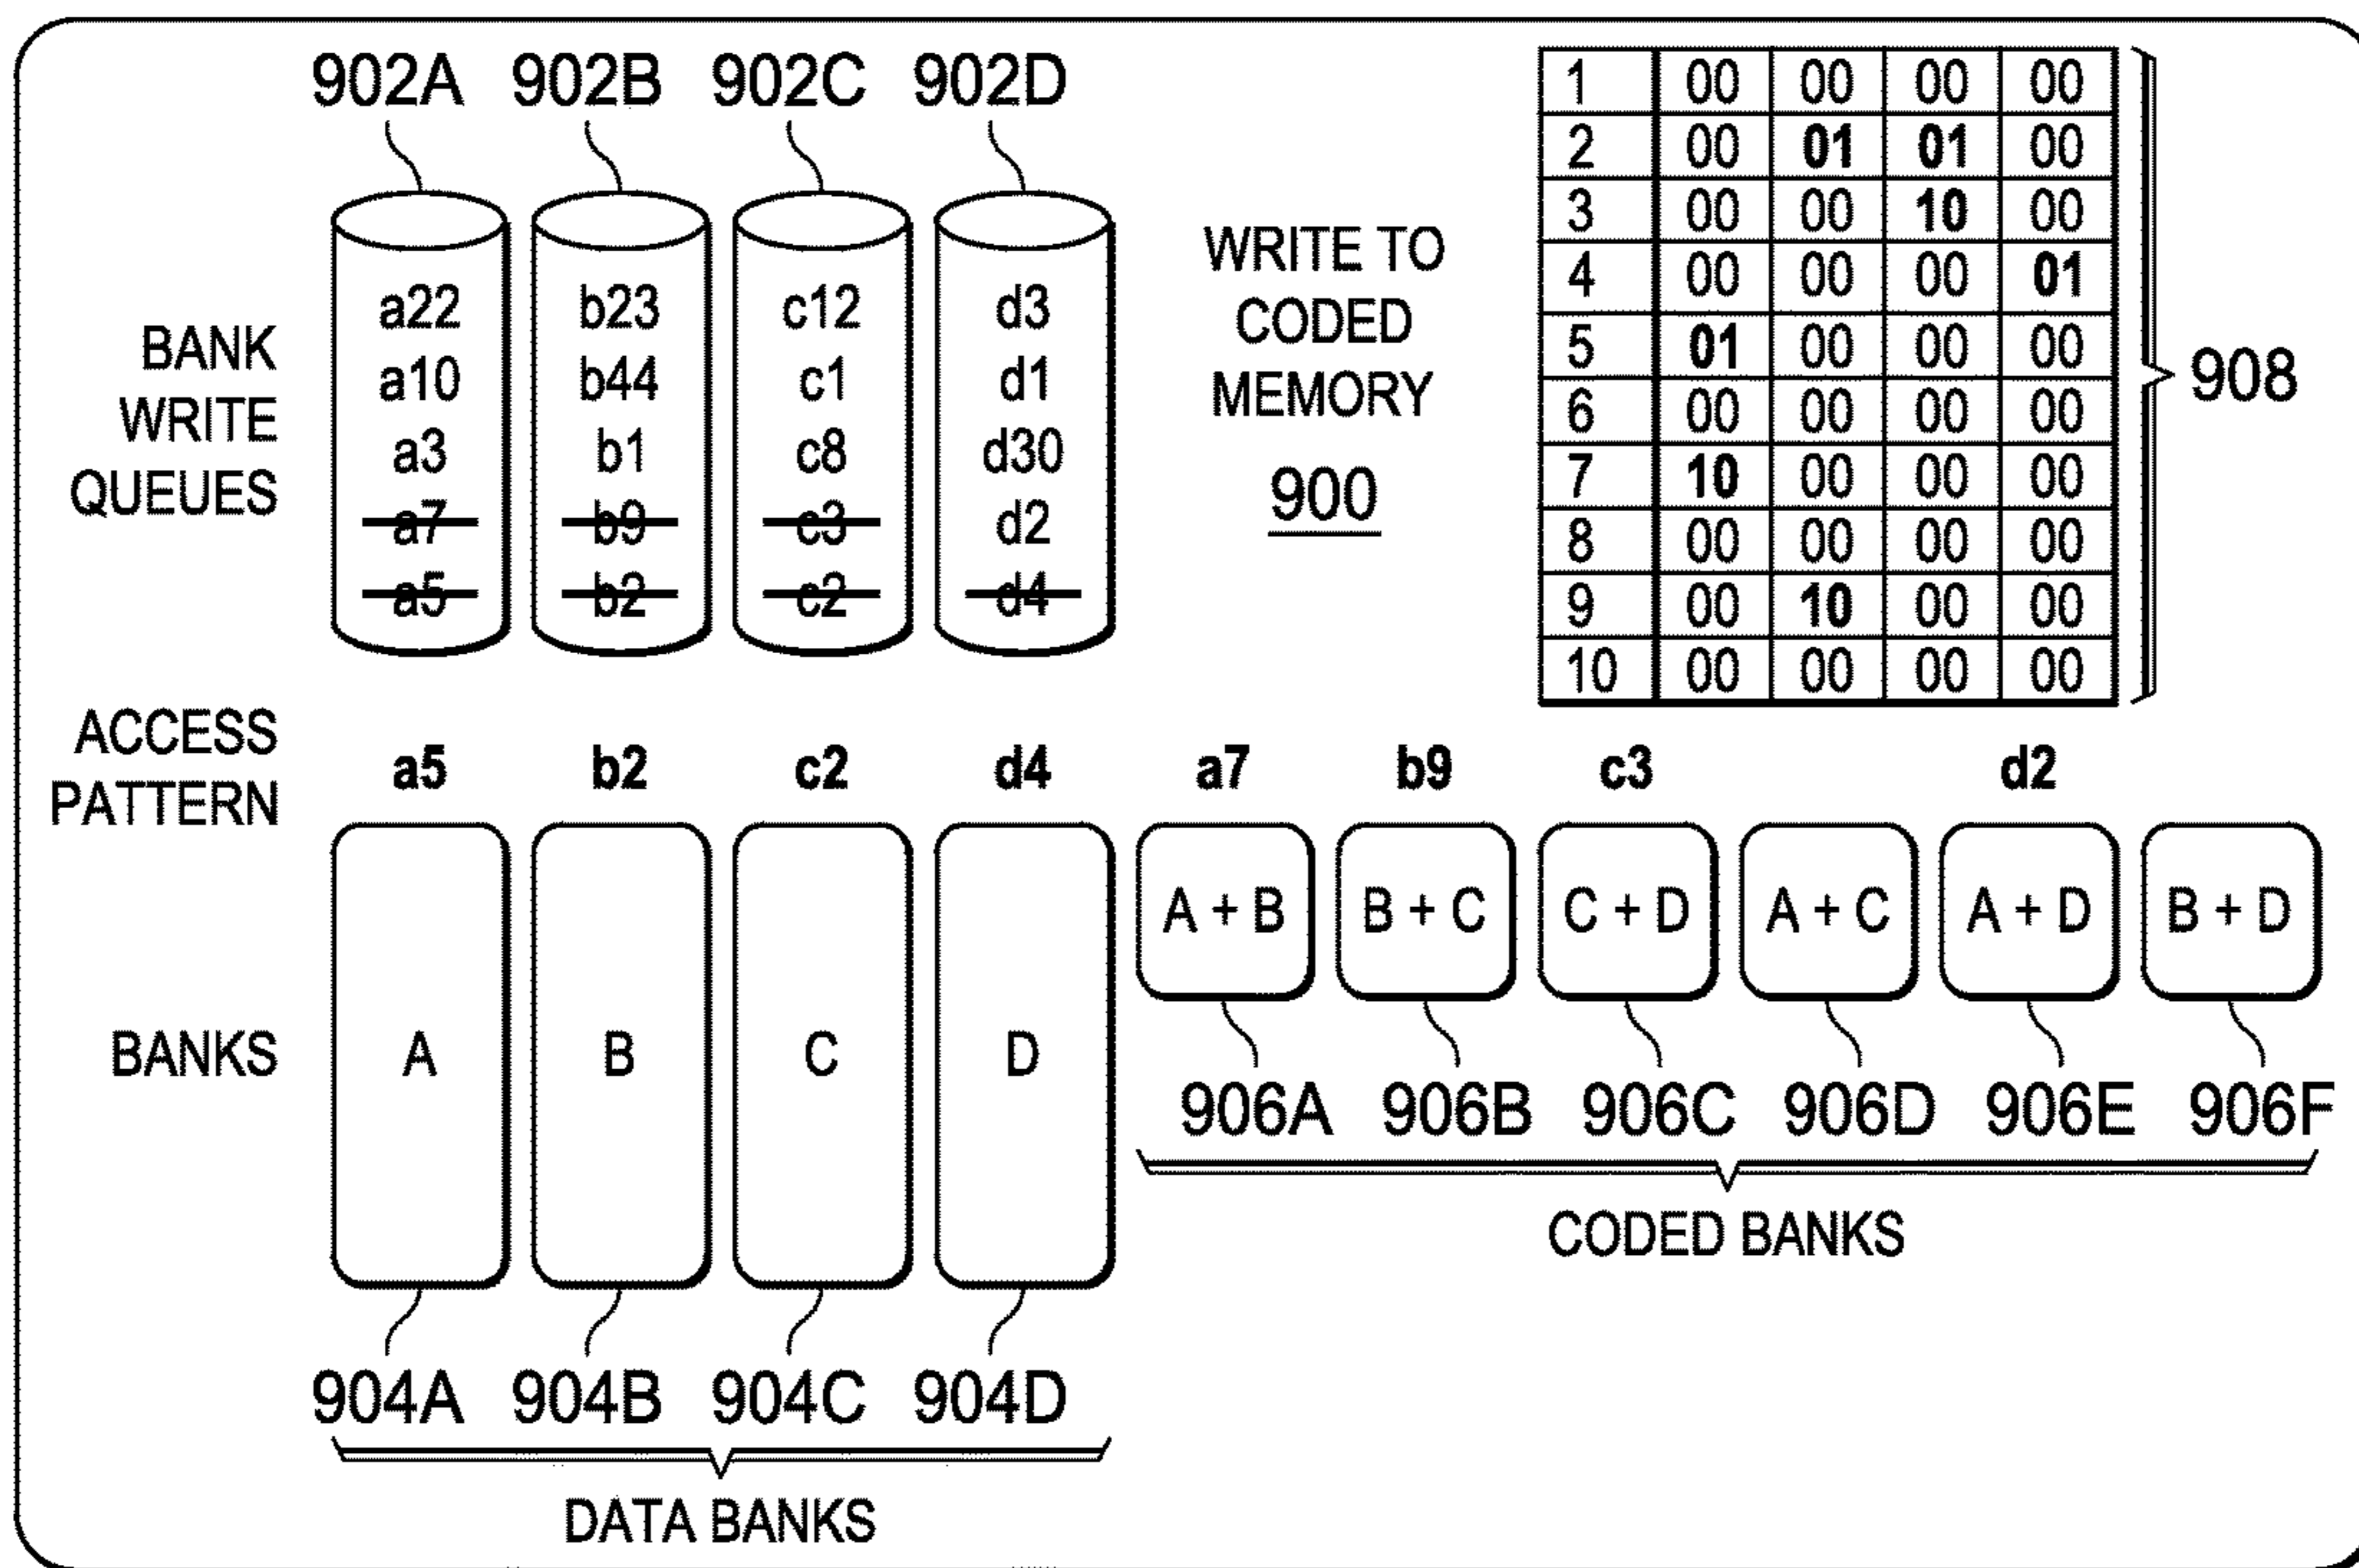 902A 902B 902C 902D
BANK
WRITE
QUEUES
a22 b23 c12 d3
a10 b44 c1 d1
a3 b1 c8 d30
a7 b9 c3 d2
a5 b2 c2 d4
WRITE TO
CODED
MEMORY
900
1 00 00 00 00
2 00 01 01 00
3 00 00 10 00
4 00 00 00 01
5 01 00 00 00
6 00 00 00 00
7 10 00 00 00
8 00 00 00 00
9 00 10 00 00
10 00 00 00 00
908
ACCESS
PATTERN
a5 b2 c2 d4 a7 b9 c3 d2
BANKS
A B C D
A + B B + C C + D A + C A + D B + D
906A 906B 906C 906D 906E 906F
CODED BANKS
904A 904B 904C 904D
DATA BANKS